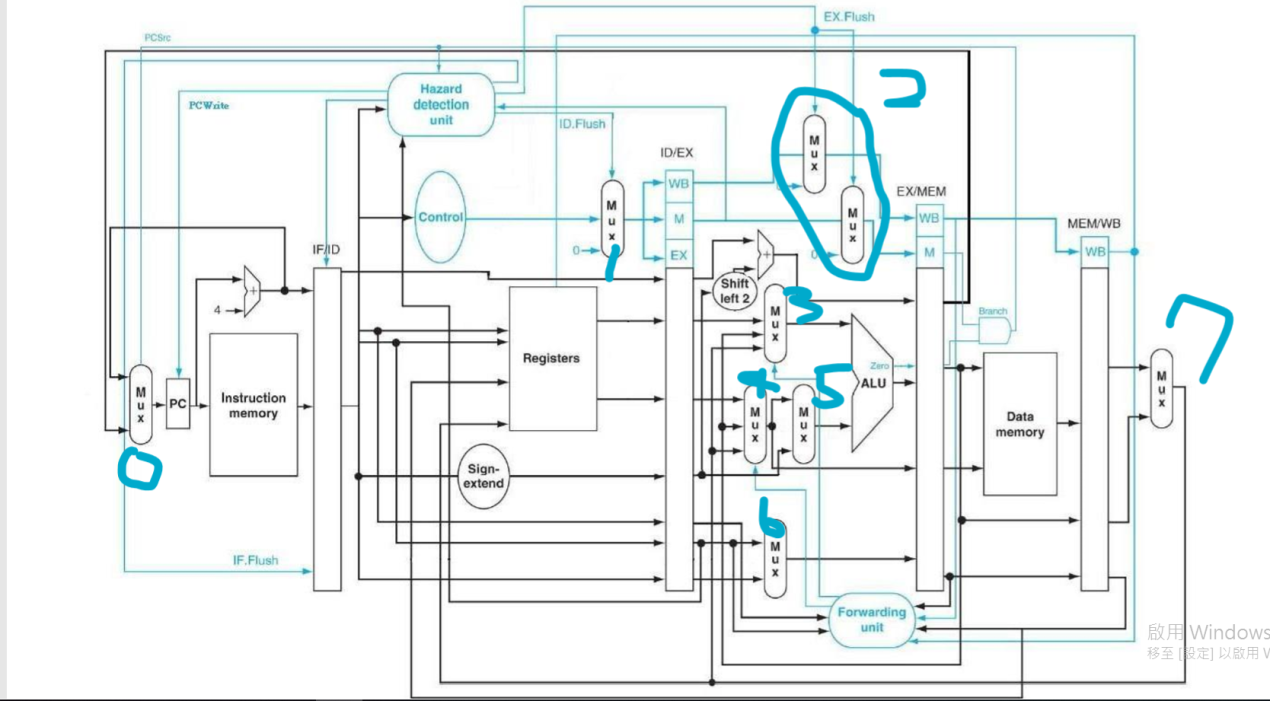 EX.Flush
PCSrc
2
Hazard
detection
unit
PCWrite
ID.Flush
M
u
x
ID/EX
WB
Control
M
u
x
M
u
x
EX/MEM
WB
M
MEM/WB
WB
IF/ID
0
M
EX
0
0
1
+
+
Shift
left 2
3
M
u
x
Branch
7
4
Registers
Zero
ALU
4
5
M
u
x
PC
Instruction
memory
M
u
x
M
u
x
Data
memory
M
u
x
0
Sign-
extend
6
M
u
x
IF.Flush
Forwarding
unit
啟用 Windows
移至 [設定] 以啟用